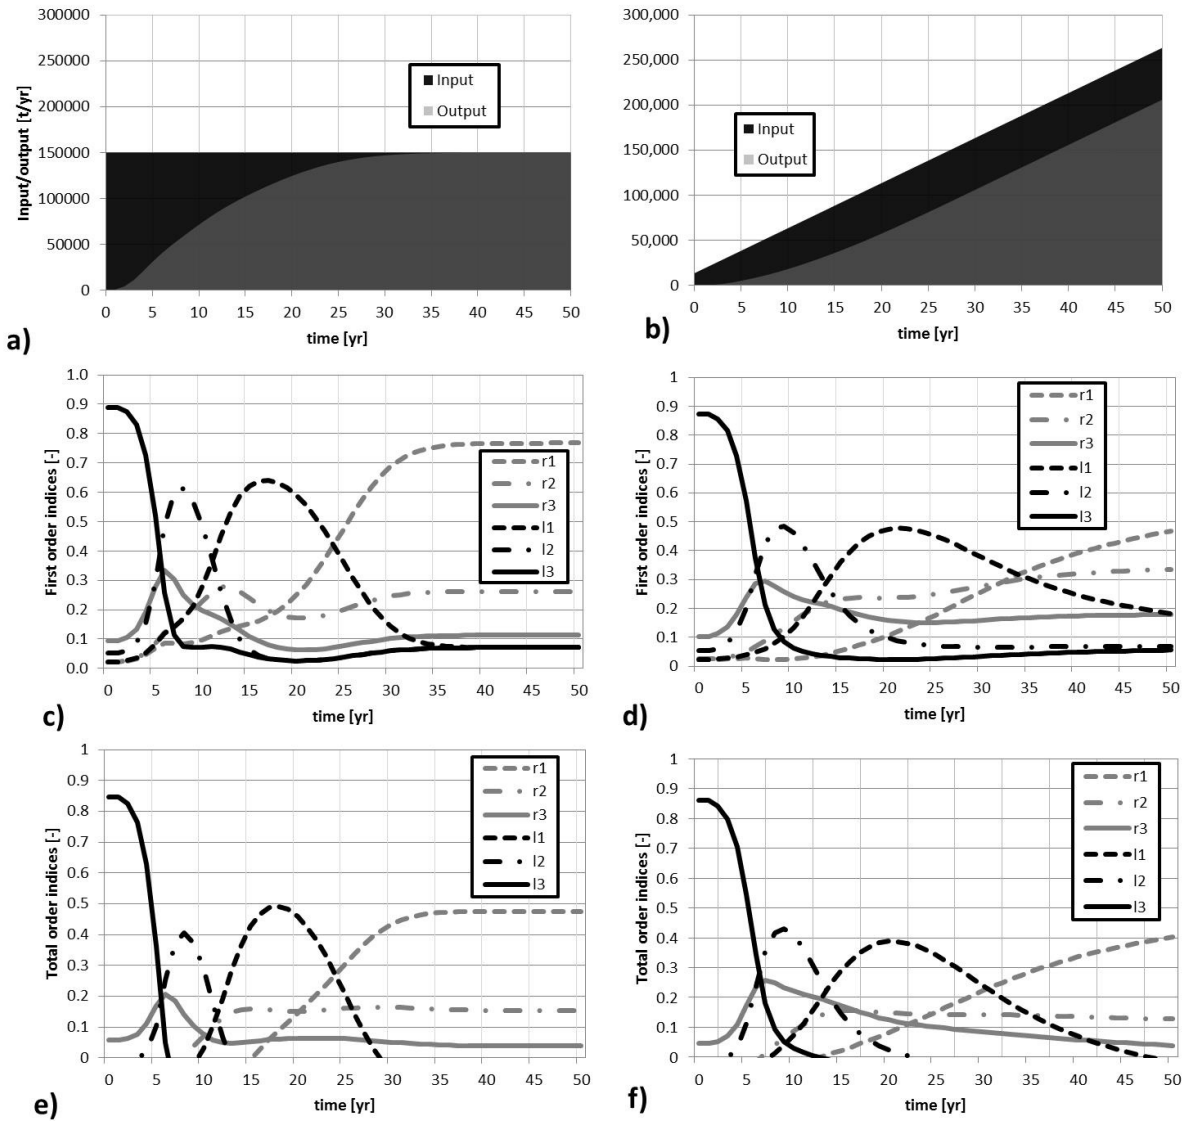 Input/output [t/yr]
300000
250000
200000
150000
100000
50000
0
Input
Output
0 5 10 15 20 25 30 35 40 45 50
time [yr]
a)
300,000
250,000
200,000
150,000
100,000
50,000
0
Input
Output
0 5 10 15 20 25 30 35 40 45 50
time [yr]
b)
First order indices [-]
1.0
0.9
0.8
0.7
0.6
0.5
0.4
0.3
0.2
0.1
0.0
r1
r2
r3
l1
l2
l3
0 5 10 15 20 25 30 35 40 45 50
time [yr]
c)
First order indices [-]
1
0.9
0.8
0.7
0.6
0.5
0.4
0.3
0.2
0.1
0
r1
r2
r3
l1
l2
l3
0 5 10 15 20 25 30 35 40 45 50
time [yr]
d)
Total order indices [-]
1
0.9
0.8
0.7
0.6
0.5
0.4
0.3
0.2
0.1
0
r1
r2
r3
l1
l2
l3
0 5 10 15 20 25 30 35 40 45 50
time [yr]
e)
Total order indices [-]
1
0.9
0.8
0.7
0.6
0.5
0.4
0.3
0.2
0.1
0
r1
r2
r3
l1
l2
l3
0 5 10 15 20 25 30 35 40 45 50
time [yr]
f)